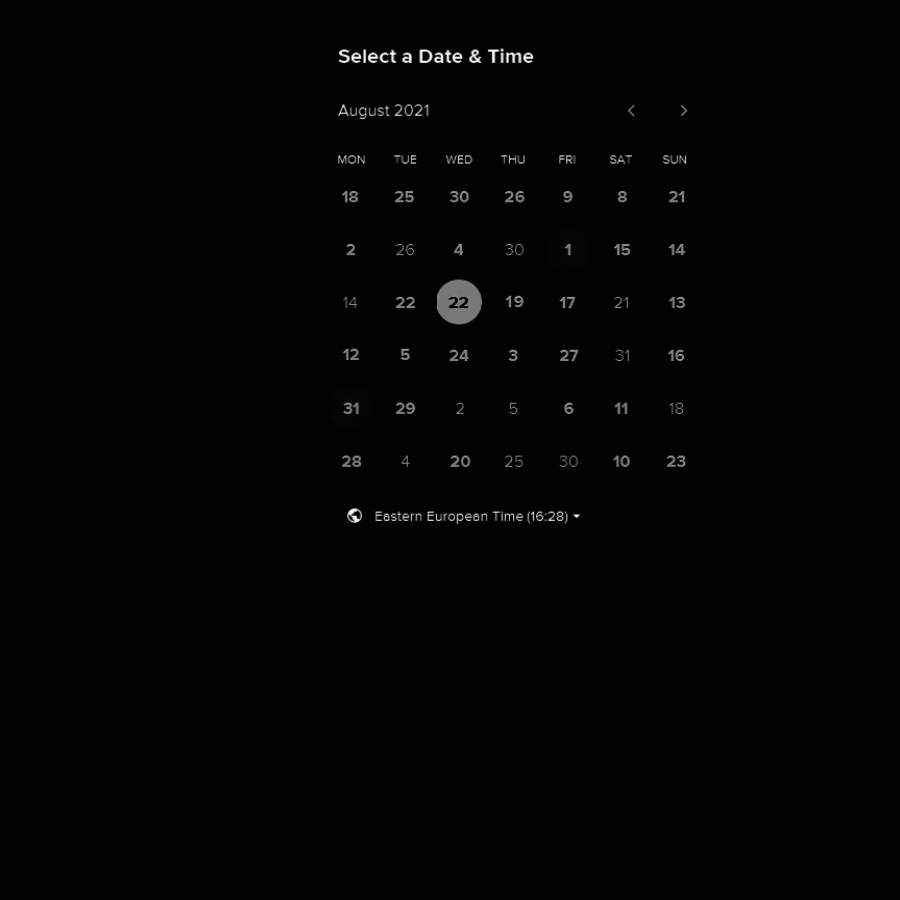 Select a Date & Time
August 2021
MON TUE WED THU FRI SAT SUN
18 25 30 26 9 8 21
2 26 4 30 1 15 14
14 22 22 19 17 21 13
12 5 24 3 27 31 16
31 29 2 5 6 11 18
28 4 20 25 30 10 23
Eastern European Time (16:28)